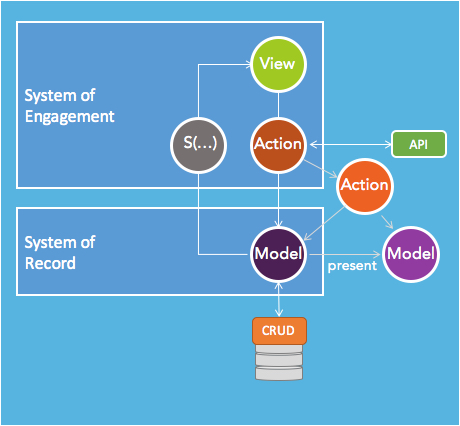 View
System of
Engagement
S(...)
Action
API
Action
System of
Record
Model
present
Model
CRUD